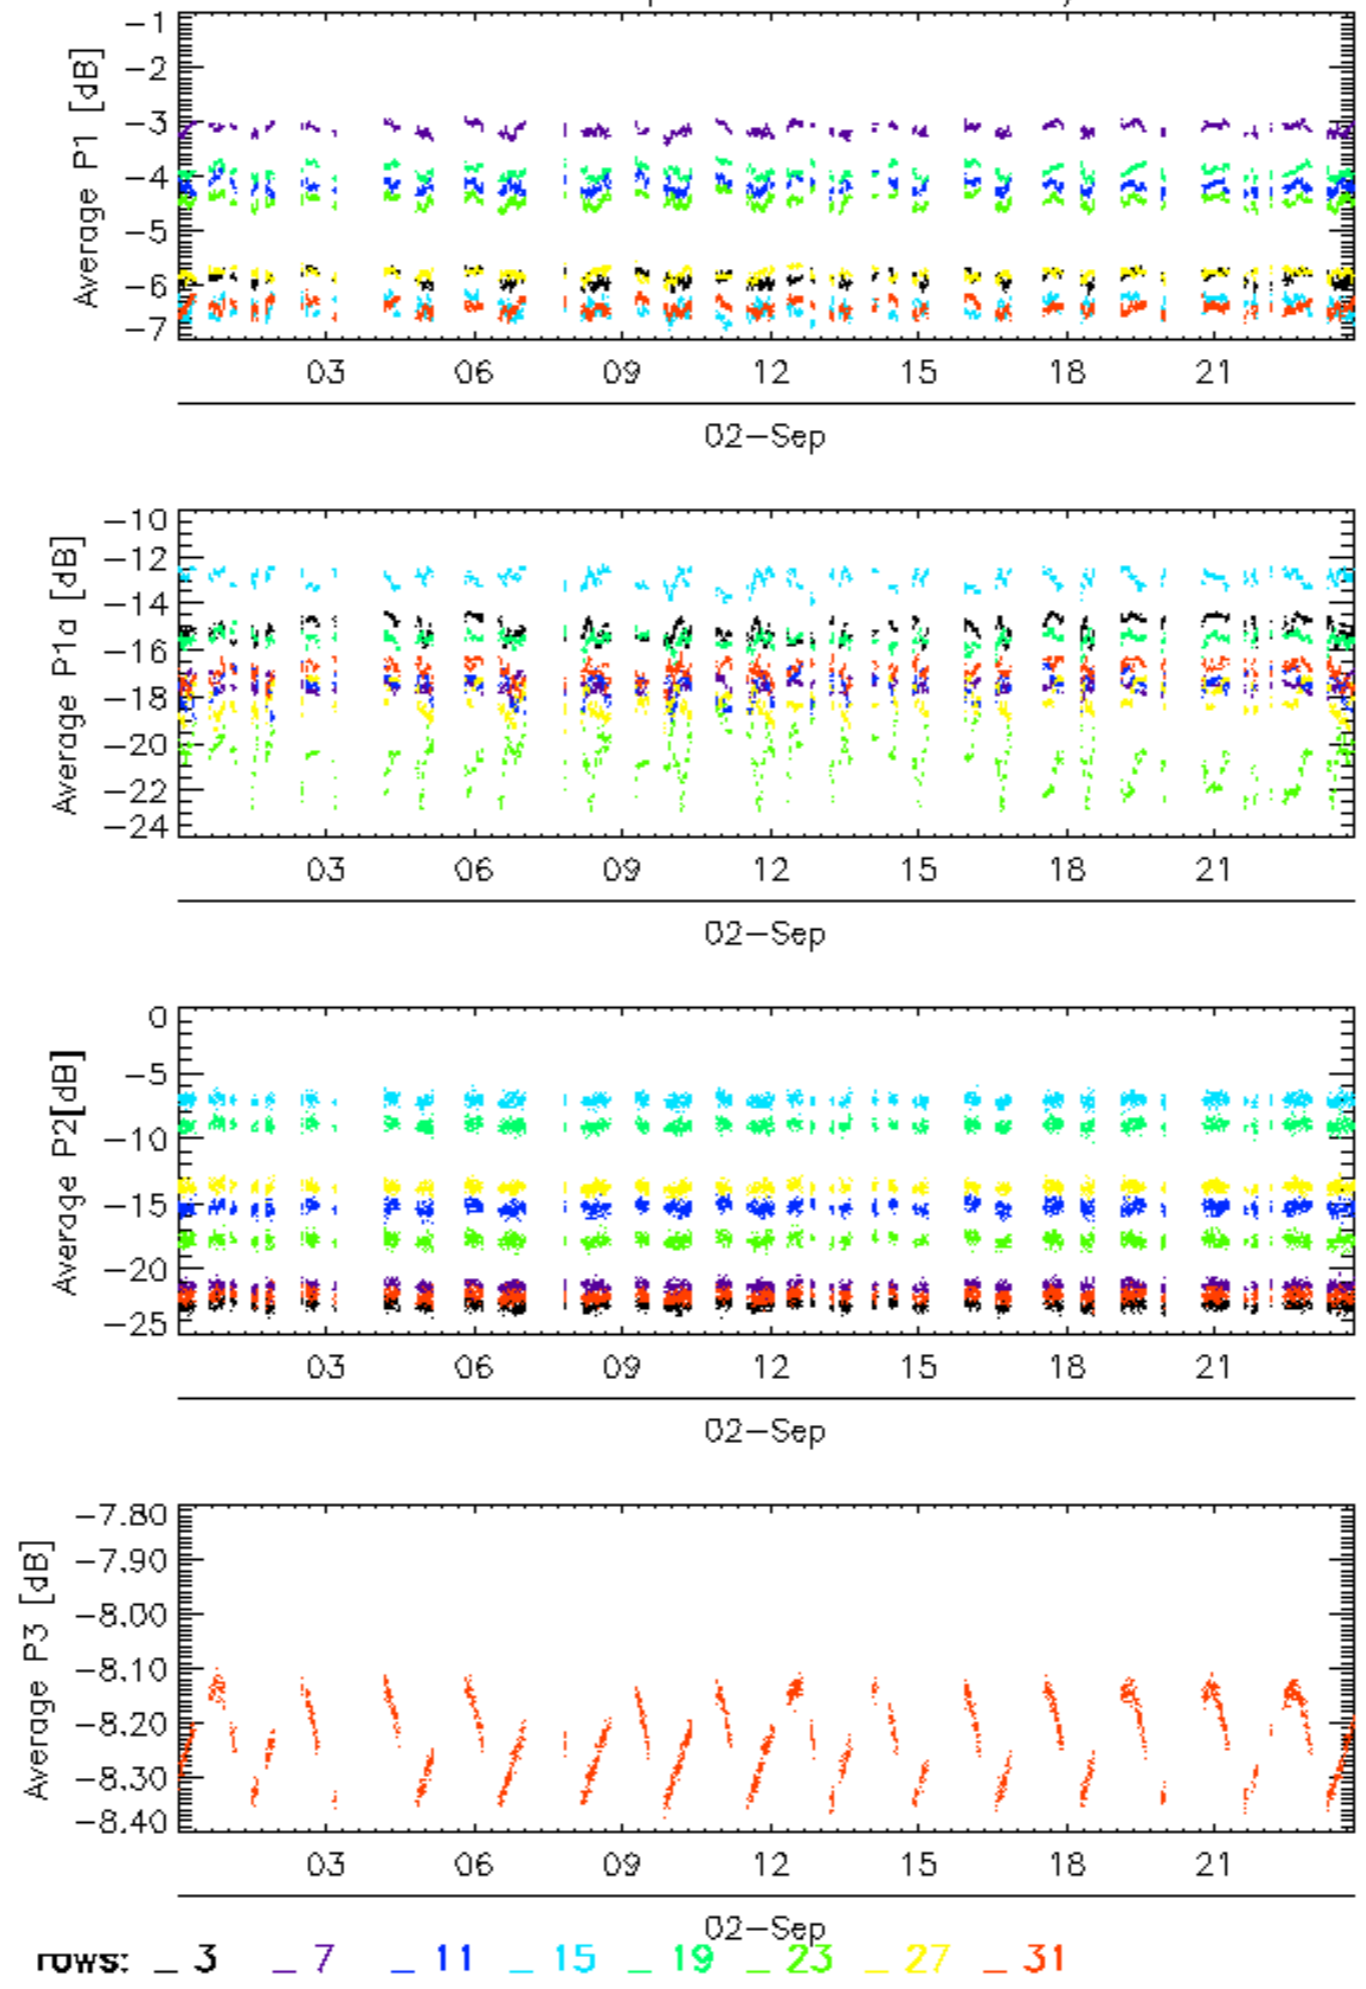 Average P1 [dB]
-1
-2
-3
-4
-5
-6
-7
03 06 09 12 15 18 21
02-Sep
Average P1a [dB]
-10
-12
-14
-16
-18
-20
-22
-24
03 06 09 12 15 18 21
02-Sep
Average P2[dB]
0
-5
-10
-15
-20
-25
03 06 09 12 15 18 21
02-Sep
Average P3 [dB]
-7.80
-7.90
-8.00
-8.10
-8.20
-8.30
-8.40
03 06 09 12 15 18 21
02-Sep
rows: _ 3 _ 7 _ 11 _ 15 _ 19 _ 23 _ 27 _ 31